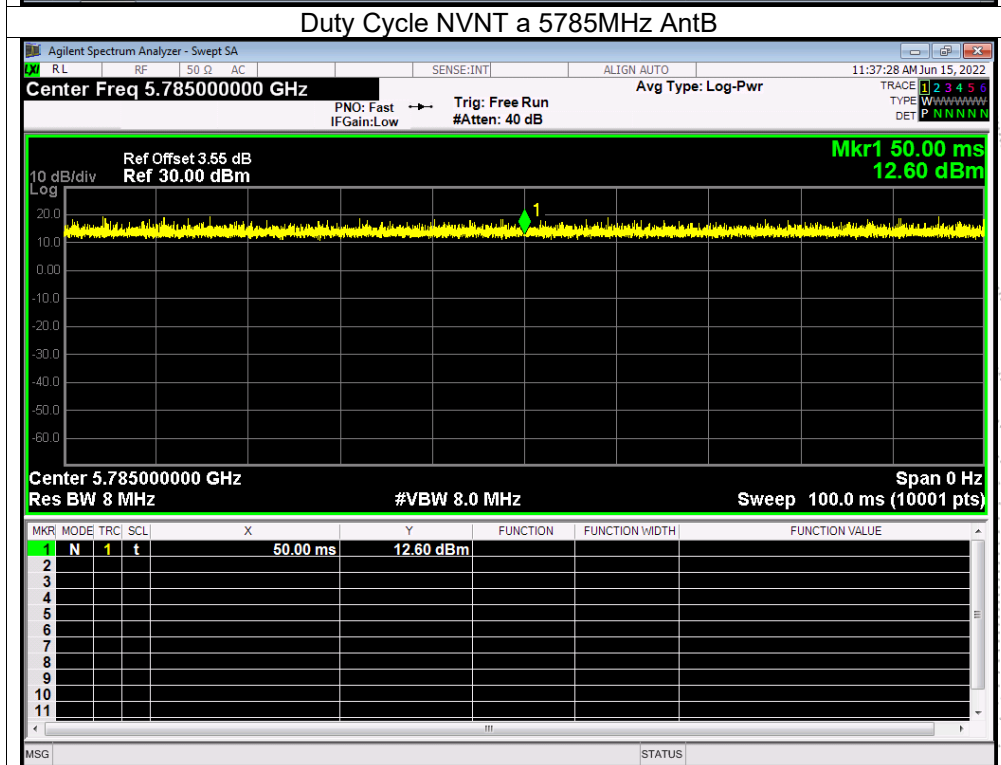 Duty Cycle NVNT a 5785MHz AntB
Agilent Spectrum Analyzer - Swept SA
LXI RL RF 50 Ω AC SENSE:INT ALIGN AUTO 11:37:28 AM Jun 15, 2022
Center Freq 5.785000000 GHz Avg Type: Log-Pwr TRACE 1 2 3 4 5 6
PNO: Fast Trig: Free Run TYPE WWWWWWW
IFGain:Low #Atten: 40 dB DET P N N N N N
Mkr1 50.00 ms
Ref Offset 3.55 dB
10 dB/div Ref 30.00 dBm 12.60 dBm
Log
20.0
1
10.0
0.00
-10.0
-20.0
-30.0
-40.0
-50.0
-60.0
Center 5.785000000 GHz Span 0 Hz
Res BW 8 MHz #VBW 8.0 MHz Sweep 100.0 ms (10001 pts)
MKR MODE TRC SCL X Y FUNCTION FUNCTION WIDTH FUNCTION VALUE
1 N 1 t 50.00 ms 12.60 dBm
2
3
4
5
6
7
8
9
10
11
MSG STATUS